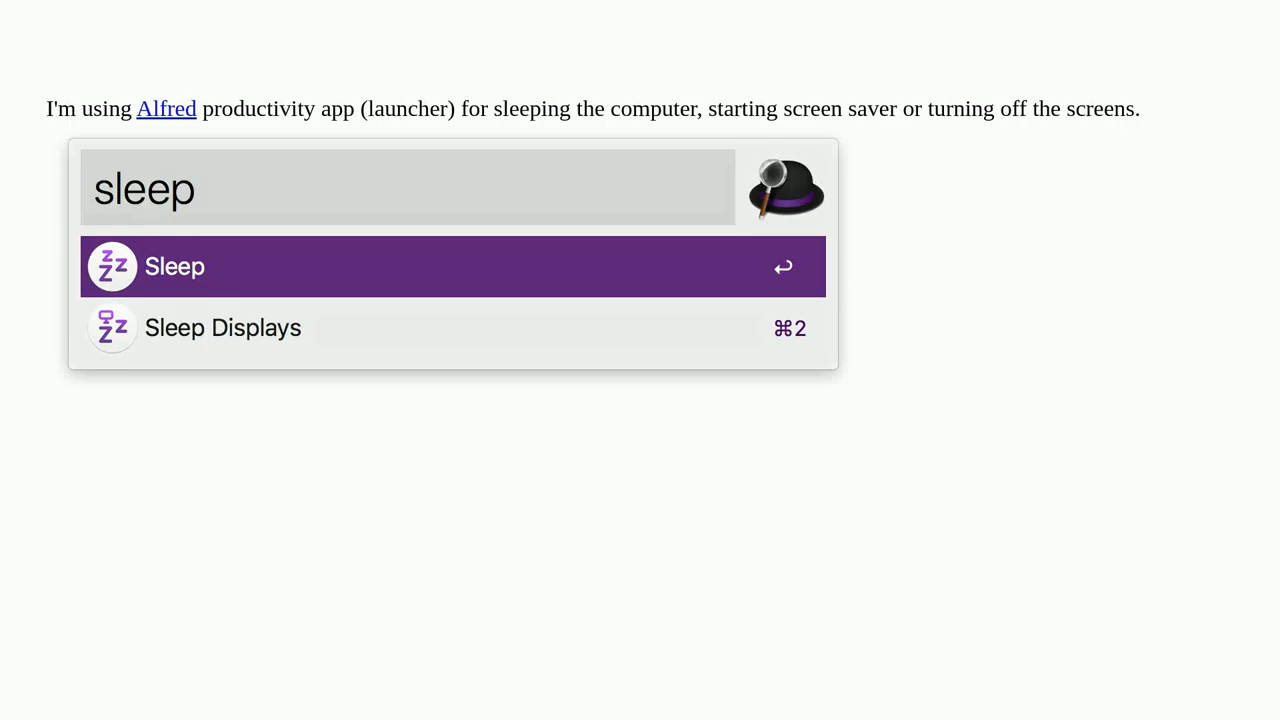 I'm using Alfred productivity app (launcher) for sleeping the computer, starting screen saver or turning off the screens.
sleep
Sleep ↩
Sleep Displays ⌘2